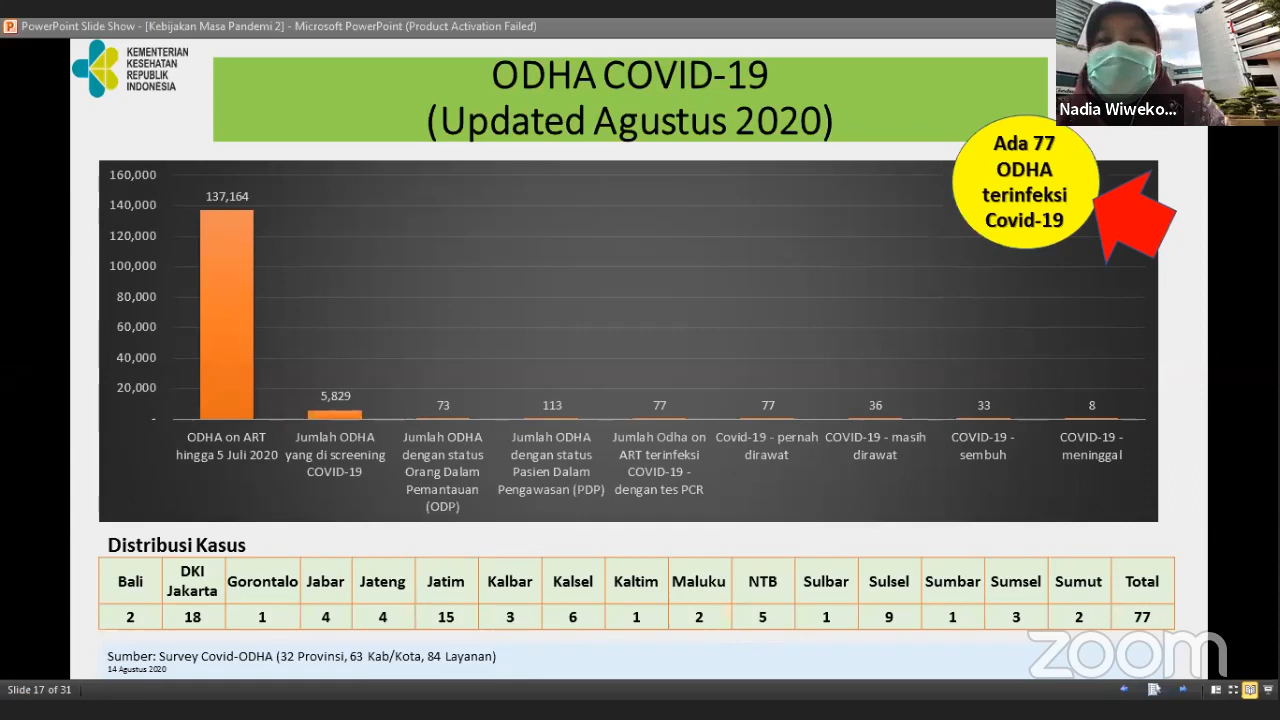 PowerPoint Slide Show - [Kebijakan Masa Pandemi 2] - Microsoft PowerPoint (Product Activation Failed)
KEMENTERIAN
KESEHATAN
REPUBLIK
INDONESIA
ODHA COVID-19
(Updated Agustus 2020)
Nadia Wiweko...
Ada 77
ODHA
terinfeksi
Covid-19
160,000
140,000
120,000
100,000
80,000
60,000
40,000
20,000
-
137,164
5,829
73
113
77
77
36
33
8
ODHA on ART
hingga 5 Juli 2020
Jumlah ODHA
yang di screening
COVID-19
Jumlah ODHA
dengan status
Orang Dalam
Pemantauan
(ODP)
Jumlah ODHA
dengan status
Pasien Dalam
Pengawasan (PDP)
Jumlah Odha on
ART terinfeksi
COVID-19 -
dengan tes PCR
Covid-19 - pernah
dirawat
COVID-19 - masih
dirawat
COVID-19 -
sembuh
COVID-19 -
meninggal
Distribusi Kasus
Bali DKI Jakarta Gorontalo Jabar Jateng Jatim Kalbar Kalsel Kaltim Maluku NTB Sulbar Sulsel Sumbar Sumsel Sumut Total
2 18 1 4 4 15 3 6 1 2 5 1 9 1 3 2 77
Sumber: Survey Covid-ODHA (32 Provinsi, 63 Kab/Kota, 84 Layanan)
14 Agustus 2020
zoom
Slide 17 of 31